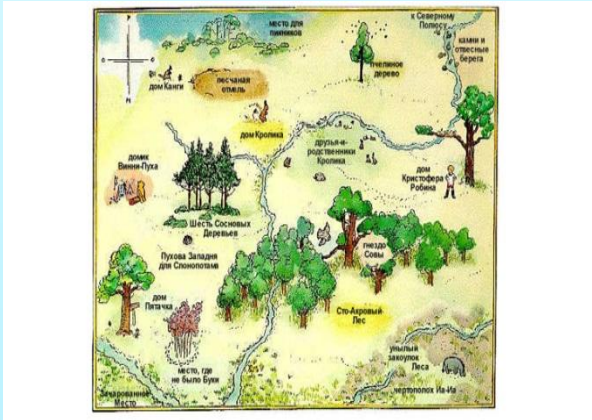 место для
пикников
к Северному
Полюсу
камни и
отвесные
берега
пчелиное
дерево
дом Канги
песчаная
отмель
дом Кролика
друзья-и-
родственники
Кролика
домик
Винни-Пуха
дом
Кристофера
Робина
Шесть Сосновых
Деревьев
гнездо
Совы
Пухова Западня
для Слонопотама
дом
Пятачка
Сто-Акровый
Лес
место, где
не было Буки
унылый
закоулок
Леса
Зачарованное
Место
чертополох Иа-Иа